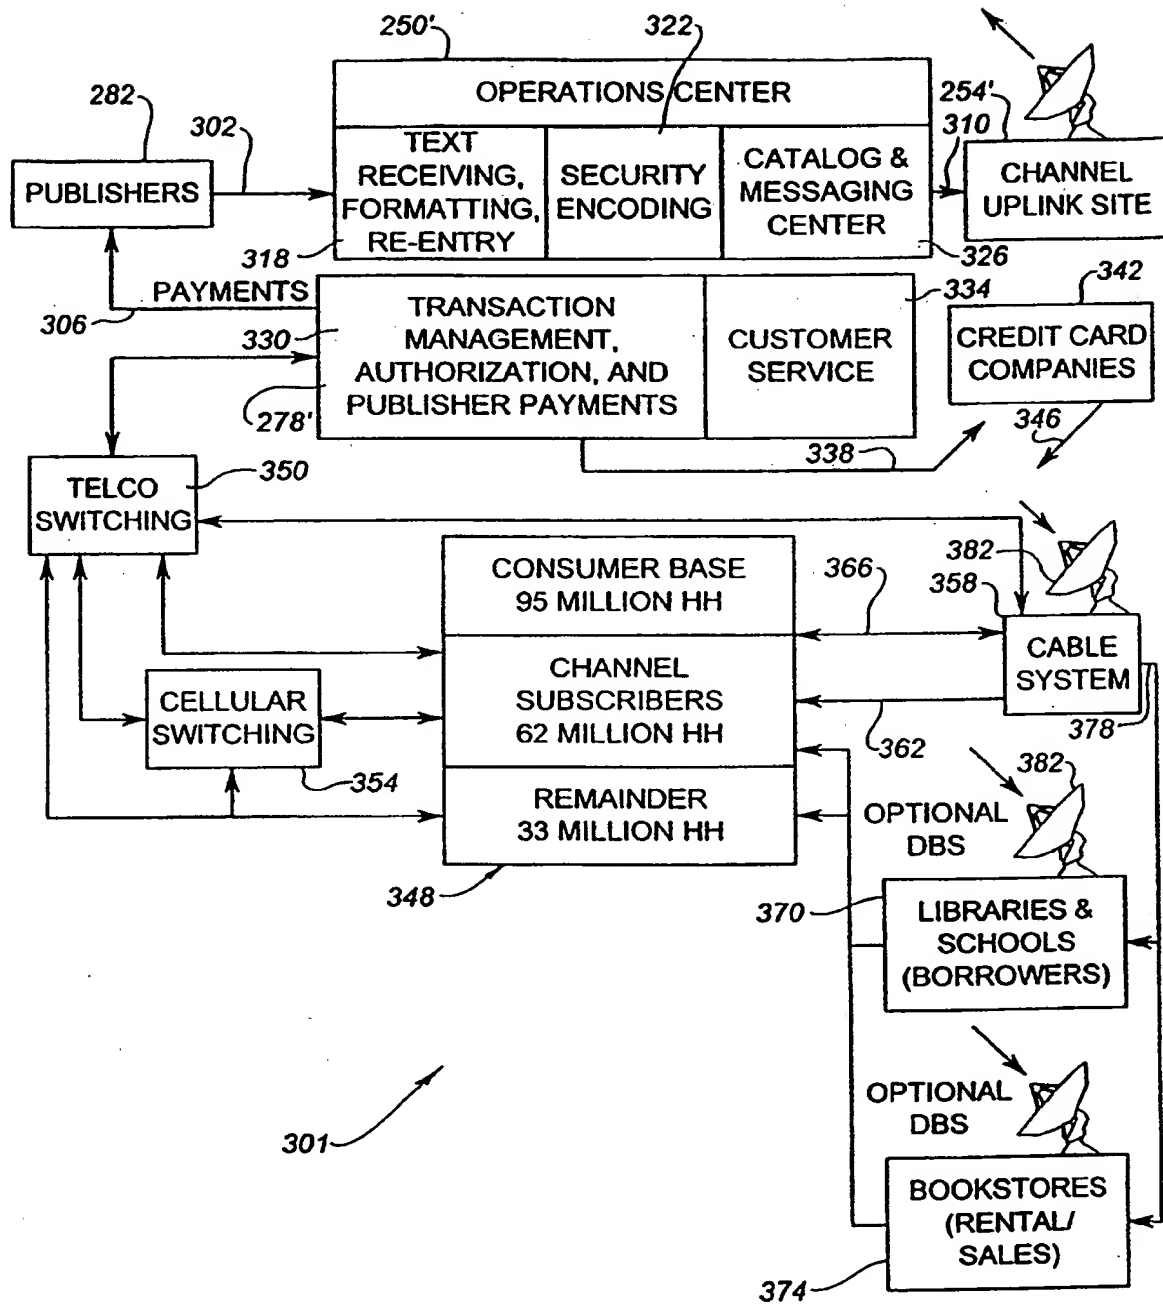 250'
322
OPERATIONS CENTER
254'
282
302
310
PUBLISHERS
TEXT
RECEIVING,
FORMATTING,
RE-ENTRY
318
SECURITY
ENCODING
CATALOG &
MESSAGING
CENTER
326
CHANNEL
UPLINK SITE
PAYMENTS
306
330
TRANSACTION
MANAGEMENT,
AUTHORIZATION, AND
PUBLISHER PAYMENTS
278'
334
CUSTOMER
SERVICE
342
CREDIT CARD
COMPANIES
346
338
350
TELCO
SWITCHING
CONSUMER BASE
95 MILLION HH
366
382
358
CABLE
SYSTEM
378
CHANNEL
SUBSCRIBERS
62 MILLION HH
362
CELLULAR
SWITCHING
354
REMAINDER
33 MILLION HH
348
382
OPTIONAL
DBS
370
LIBRARIES &
SCHOOLS
(BORROWERS)
301
OPTIONAL
DBS
BOOKSTORES
(RENTAL/
SALES)
374